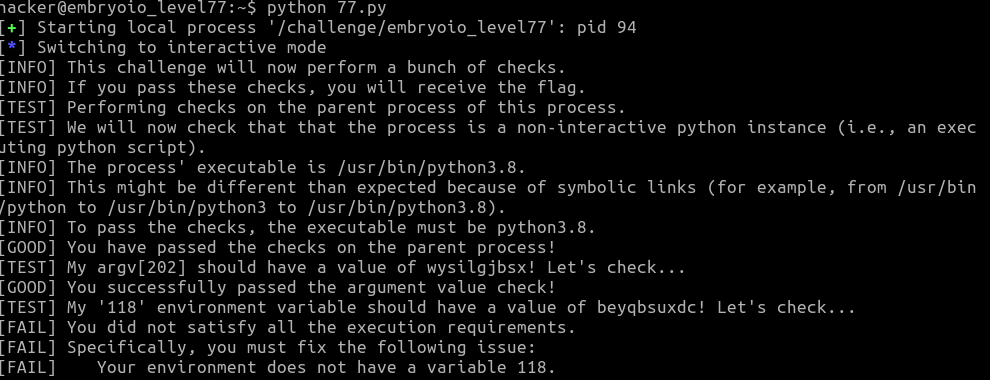 hacker@embryoio_level77:~$ python 77.py
[+] Starting local process '/challenge/embryoio_level77': pid 94
[*] Switching to interactive mode
[INFO] This challenge will now perform a bunch of checks.
[INFO] If you pass these checks, you will receive the flag.
[TEST] Performing checks on the parent process of this process.
[TEST] We will now check that that the process is a non-interactive python instance (i.e., an exec
uting python script).
[INFO] The process' executable is /usr/bin/python3.8.
[INFO] This might be different than expected because of symbolic links (for example, from /usr/bin
/python to /usr/bin/python3 to /usr/bin/python3.8).
[INFO] To pass the checks, the executable must be python3.8.
[GOOD] You have passed the checks on the parent process!
[TEST] My argv[202] should have a value of wysilgjbsx! Let's check...
[GOOD] You successfully passed the argument value check!
[TEST] My '118' environment variable should have a value of beyqbsuxdc! Let's check...
[FAIL] You did not satisfy all the execution requirements.
[FAIL] Specifically, you must fix the following issue:
[FAIL]    Your environment does not have a variable 118.